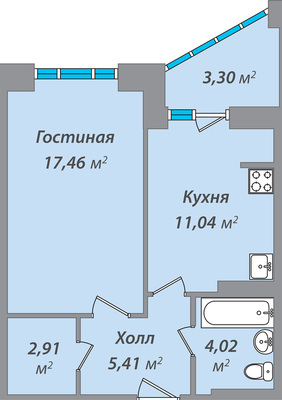 3,30 м²
Гостиная
17,46 м²
Кухня
11,04 м²
Холл
5,41 м²
2,91
м²
4,02
м²